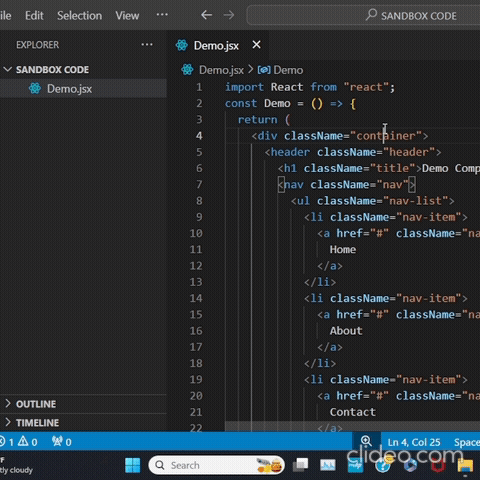 le Edit Selection View ··· SANDBOX CODE
EXPLORER ···
Demo.jsx
SANDBOX CODE
Demo.jsx
Demo.jsx > Demo
1 import React from "react";
2 const Demo = () => {
3 return (
4 <div className="container">
5 <header className="header">
6 <h1 className="title">Demo Comp
7 <nav className="nav">
8 <ul className="nav-list">
9 <li className="nav-item">
10 <a href="#" className="na
11 Home
12 </a>
13 </li>
14 <li className="nav-item">
15 <a href="#" className="na
16 About
17 </a>
18 </li>
19 <li className="nav-item">
20 <a href="#" className="na
21 Contact
22 </a>
OUTLINE
TIMELINE
1 0 0 Ln 4, Col 25 Space
°F
tly cloudy
Search
clideo.com